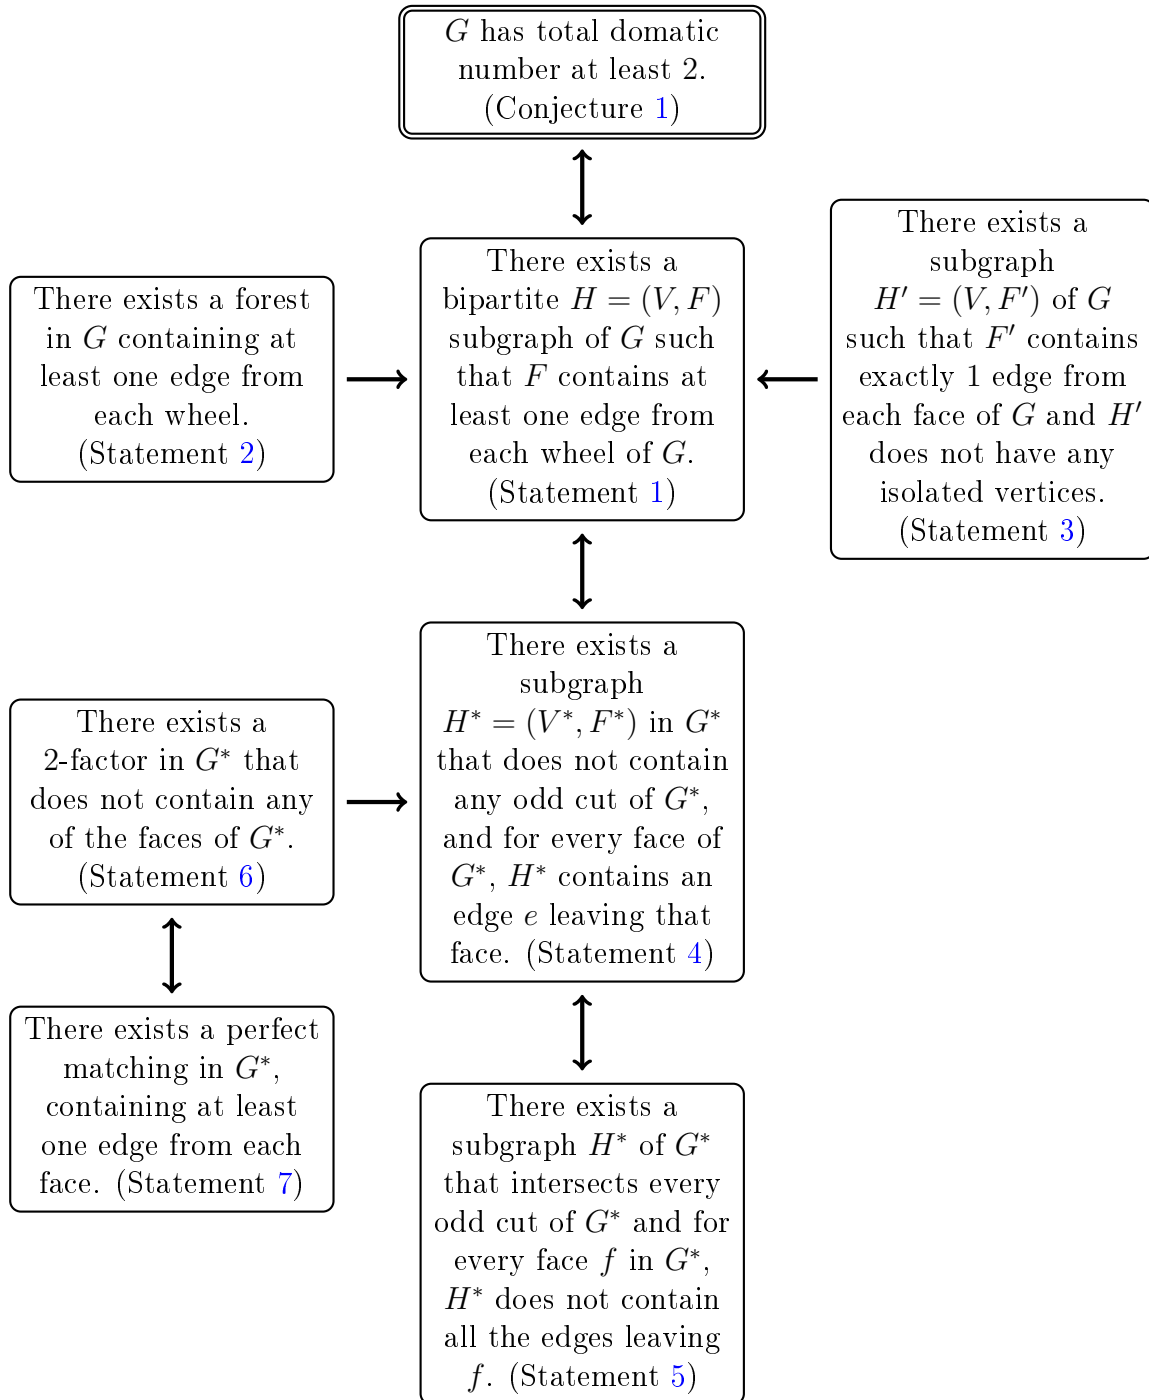 G has total domatic
number at least 2.
(Conjecture 1)
There exists a forest
in G containing at
least one edge from
each wheel.
(Statement 2)
There exists a
bipartite H = (V, F)
subgraph of G such
that F contains at
least one edge from
each wheel of G.
(Statement 1)
There exists a
subgraph
H′ = (V, F′) of G
such that F′ contains
exactly 1 edge from
each face of G and H′
does not have any
isolated vertices.
(Statement 3)
There exists a
2-factor in G* that
does not contain any
of the faces of G*.
(Statement 6)
There exists a
subgraph
H* = (V*, F*) in G*
that does not contain
any odd cut of G*,
and for every face of
G*, H* contains an
edge e leaving that
face. (Statement 4)
There exists a perfect
matching in G*,
containing at least
one edge from each
face. (Statement 7)
There exists a
subgraph H* of G*
that intersects every
odd cut of G* and for
every face f in G*,
H* does not contain
all the edges leaving
f. (Statement 5)